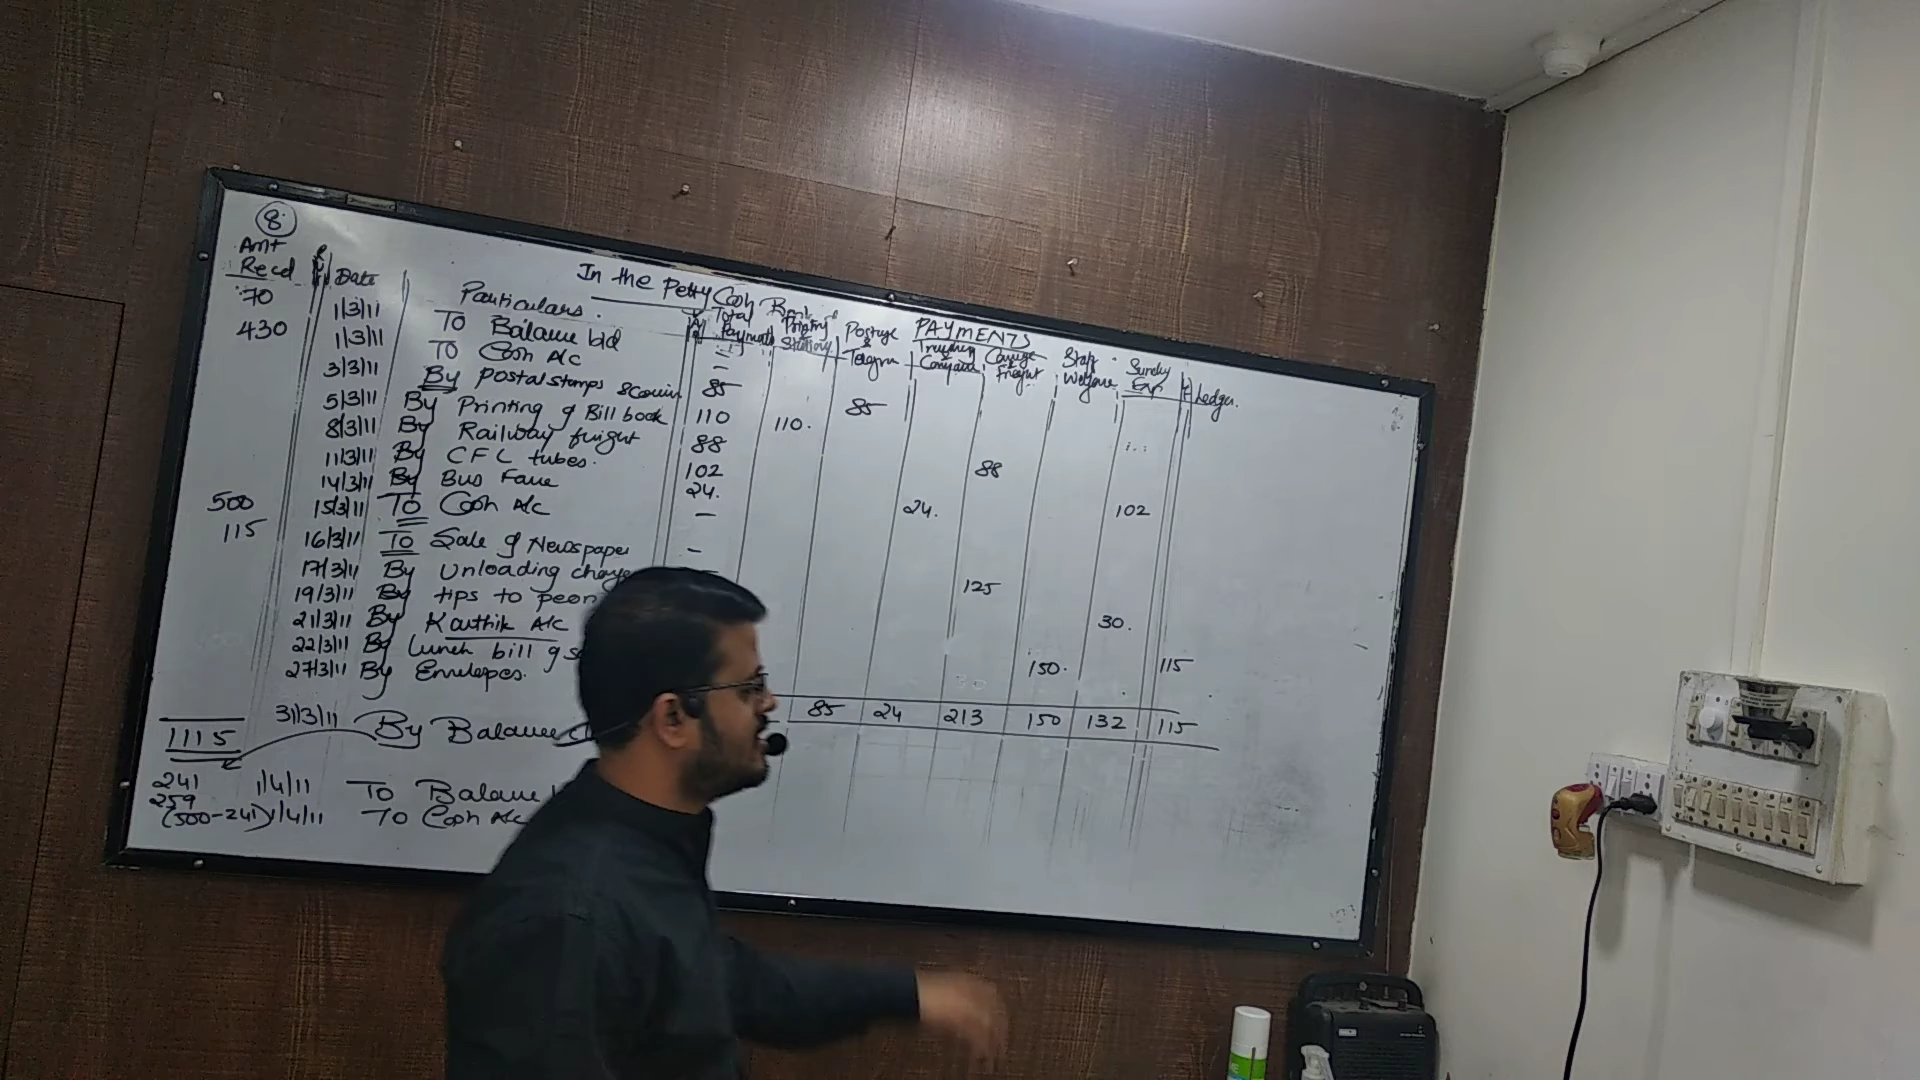 8
In the Petty Cash Book
Amt Recd Date Particulars. Total Payments Printing & Stationery Postage & Telegrm PAYMENTS
Conyance Carriage & Freight Staff Welfare Sundry Exp Ledger.
70 1/3/11 To Balance b/d –
430 1/3/11 To Cash A/c –
3/3/11 By Postal stamps & Courier 85 85
5/3/11 By Printing of Bill book 110 110.
8/3/11 By Railway freight 88 88
11/3/11 By CFL tubes. 102 102
14/3/11 By Bus Fare 24. 24.
500 15/3/11 To Cash A/c –
115 16/3/11 To Sale of Newspaper –
17/3/11 By Unloading charge 125
19/3/11 By tips to peon 30.
21/3/11 By Karthik A/c 115
22/3/11 By Lunch bill of 150.
27/3/11 By Envelopes.
85 24 213 150 132 115
1115 31/3/11 By Balance
241 1/4/11 To Balance
259
(500-241) 1/4/11 To Cash A/c